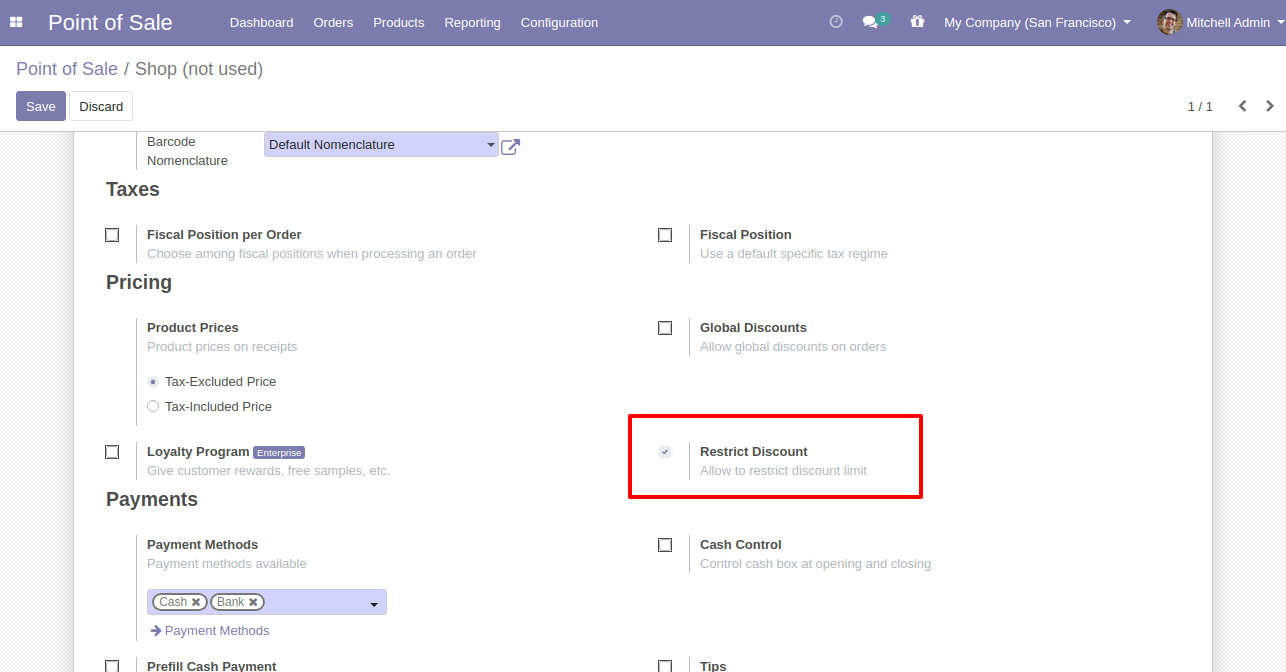 Point of Sale Dashboard Orders Products Reporting Configuration 3 My Company (San Francisco) Mitchell Admin
Point of Sale / Shop (not used)
Save Discard 1 / 1
Barcode
Nomenclature
Default Nomenclature
Taxes
Fiscal Position per Order
Choose among fiscal positions when processing an order
Fiscal Position
Use a default specific tax regime
Pricing
Product Prices
Product prices on receipts
Tax-Excluded Price
Tax-Included Price
Global Discounts
Allow global discounts on orders
Loyalty Program Enterprise
Give customer rewards, free samples, etc.
Restrict Discount
Allow to restrict discount limit
Payments
Payment Methods
Payment methods available
Cash Bank
Payment Methods
Cash Control
Control cash box at opening and closing
Prefill Cash Payment
Tips